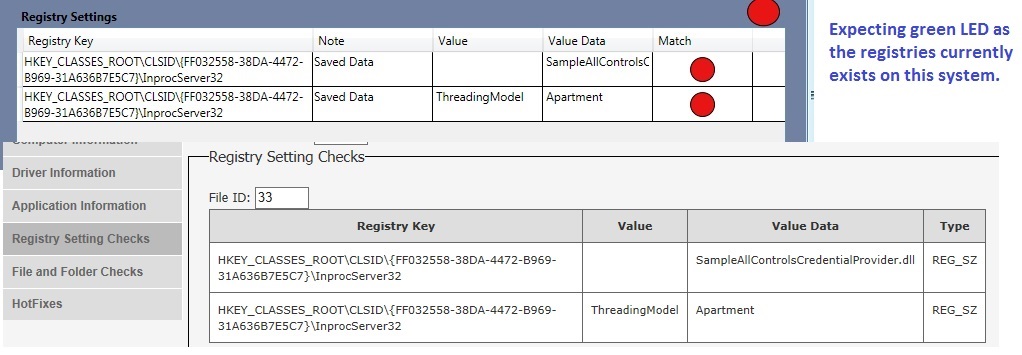 Registry Settings
Expecting green LED as
the registries currently
exists on this system.
Registry Key Note Value Value Data Match
HKEY_CLASSES_ROOT\CLSID\{FF032558-38DA-4472- Saved Data SampleAllControlsC
B969-31A636B7E5C7}\InprocServer32
HKEY_CLASSES_ROOT\CLSID\{FF032558-38DA-4472- Saved Data ThreadingModel Apartment
B969-31A636B7E5C7}\InprocServer32
Computer Information
Driver Information
Application Information
Registry Setting Checks
File and Folder Checks
HotFixes
Registry Setting Checks
File ID: 33
Registry Key Value Value Data Type
HKEY_CLASSES_ROOT\CLSID\{FF032558-38DA-4472-B969- SampleAllControlsCredentialProvider.dll REG_SZ
31A636B7E5C7}\InprocServer32
HKEY_CLASSES_ROOT\CLSID\{FF032558-38DA-4472-B969- ThreadingModel Apartment REG_SZ
31A636B7E5C7}\InprocServer32